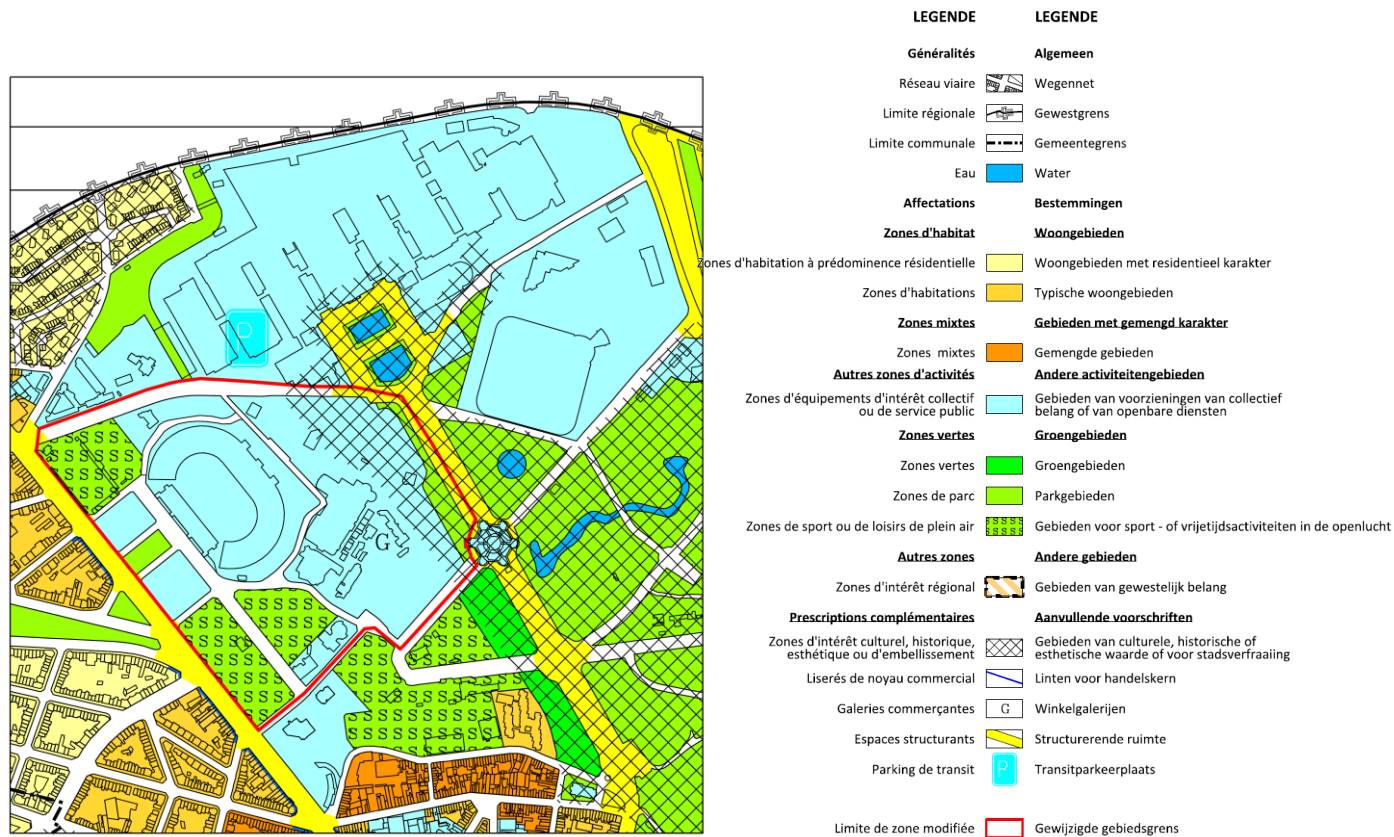 LEGENDE LEGENDE
Généralités Algemeen
Réseau viaire Wegennet
Limite régionale Gewestgrens
Limite communale Gemeentegrens
Eau Water
Affectations Bestemmingen
Zones d'habitat Woongebieden
Zones d'habitation à prédominence résidentielle Woongebieden met residentieel karakter
Zones d'habitations Typische woongebieden
Zones mixtes Gebieden met gemengd karakter
Zones mixtes Gemengde gebieden
Autres zones d'activités Andere activiteitengebieden
Zones d'équipements d'intérêt collectif Gebieden van voorzieningen van collectief
ou de service public belang of van openbare diensten
Zones vertes Groengebieden
Zones vertes Groengebieden
Zones de parc Parkgebieden
Zones de sport ou de loisirs de plein air Gebieden voor sport - of vrijetijdsactiviteiten in de openlucht
Autres zones Andere gebieden
Zones d'intérêt régional Gebieden van gewestelijk belang
Prescriptions complémentaires Aanvullende voorschriften
Zones d'intérêt culturel, historique, Gebieden van culturele, historische of
esthétique ou d'embellissement esthetische waarde of voor stadsverfraaiing
Liserés de noyau commercial Linten voor handelskern
Galeries commerçantes G Winkelgalerijen
Espaces structurants Structurerende ruimte
Parking de transit P Transitparkeerplaats
Limite de zone modifiée Gewijzigde gebiedsgrens
P
G